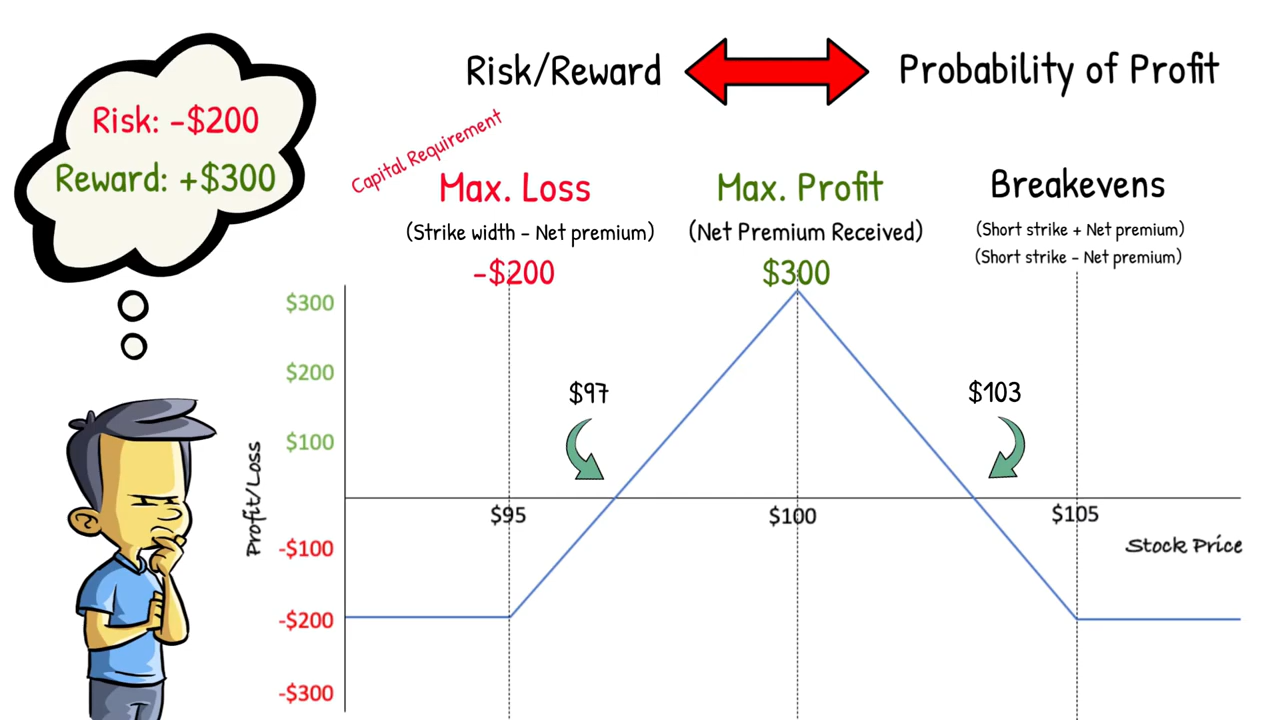 Risk/Reward
Probability of Profit
Risk: -$200
Reward: +$300
Capital Requirement
Max. Loss
(Strike width - Net premium)
-$200
Max. Profit
(Net Premium Received)
$300
Breakevens
(Short strike + Net premium)
(Short strike - Net premium)
$300
$200
$100
-$100
-$200
-$300
Profit/Loss
$97
$103
$95
$100
$105
Stock Price